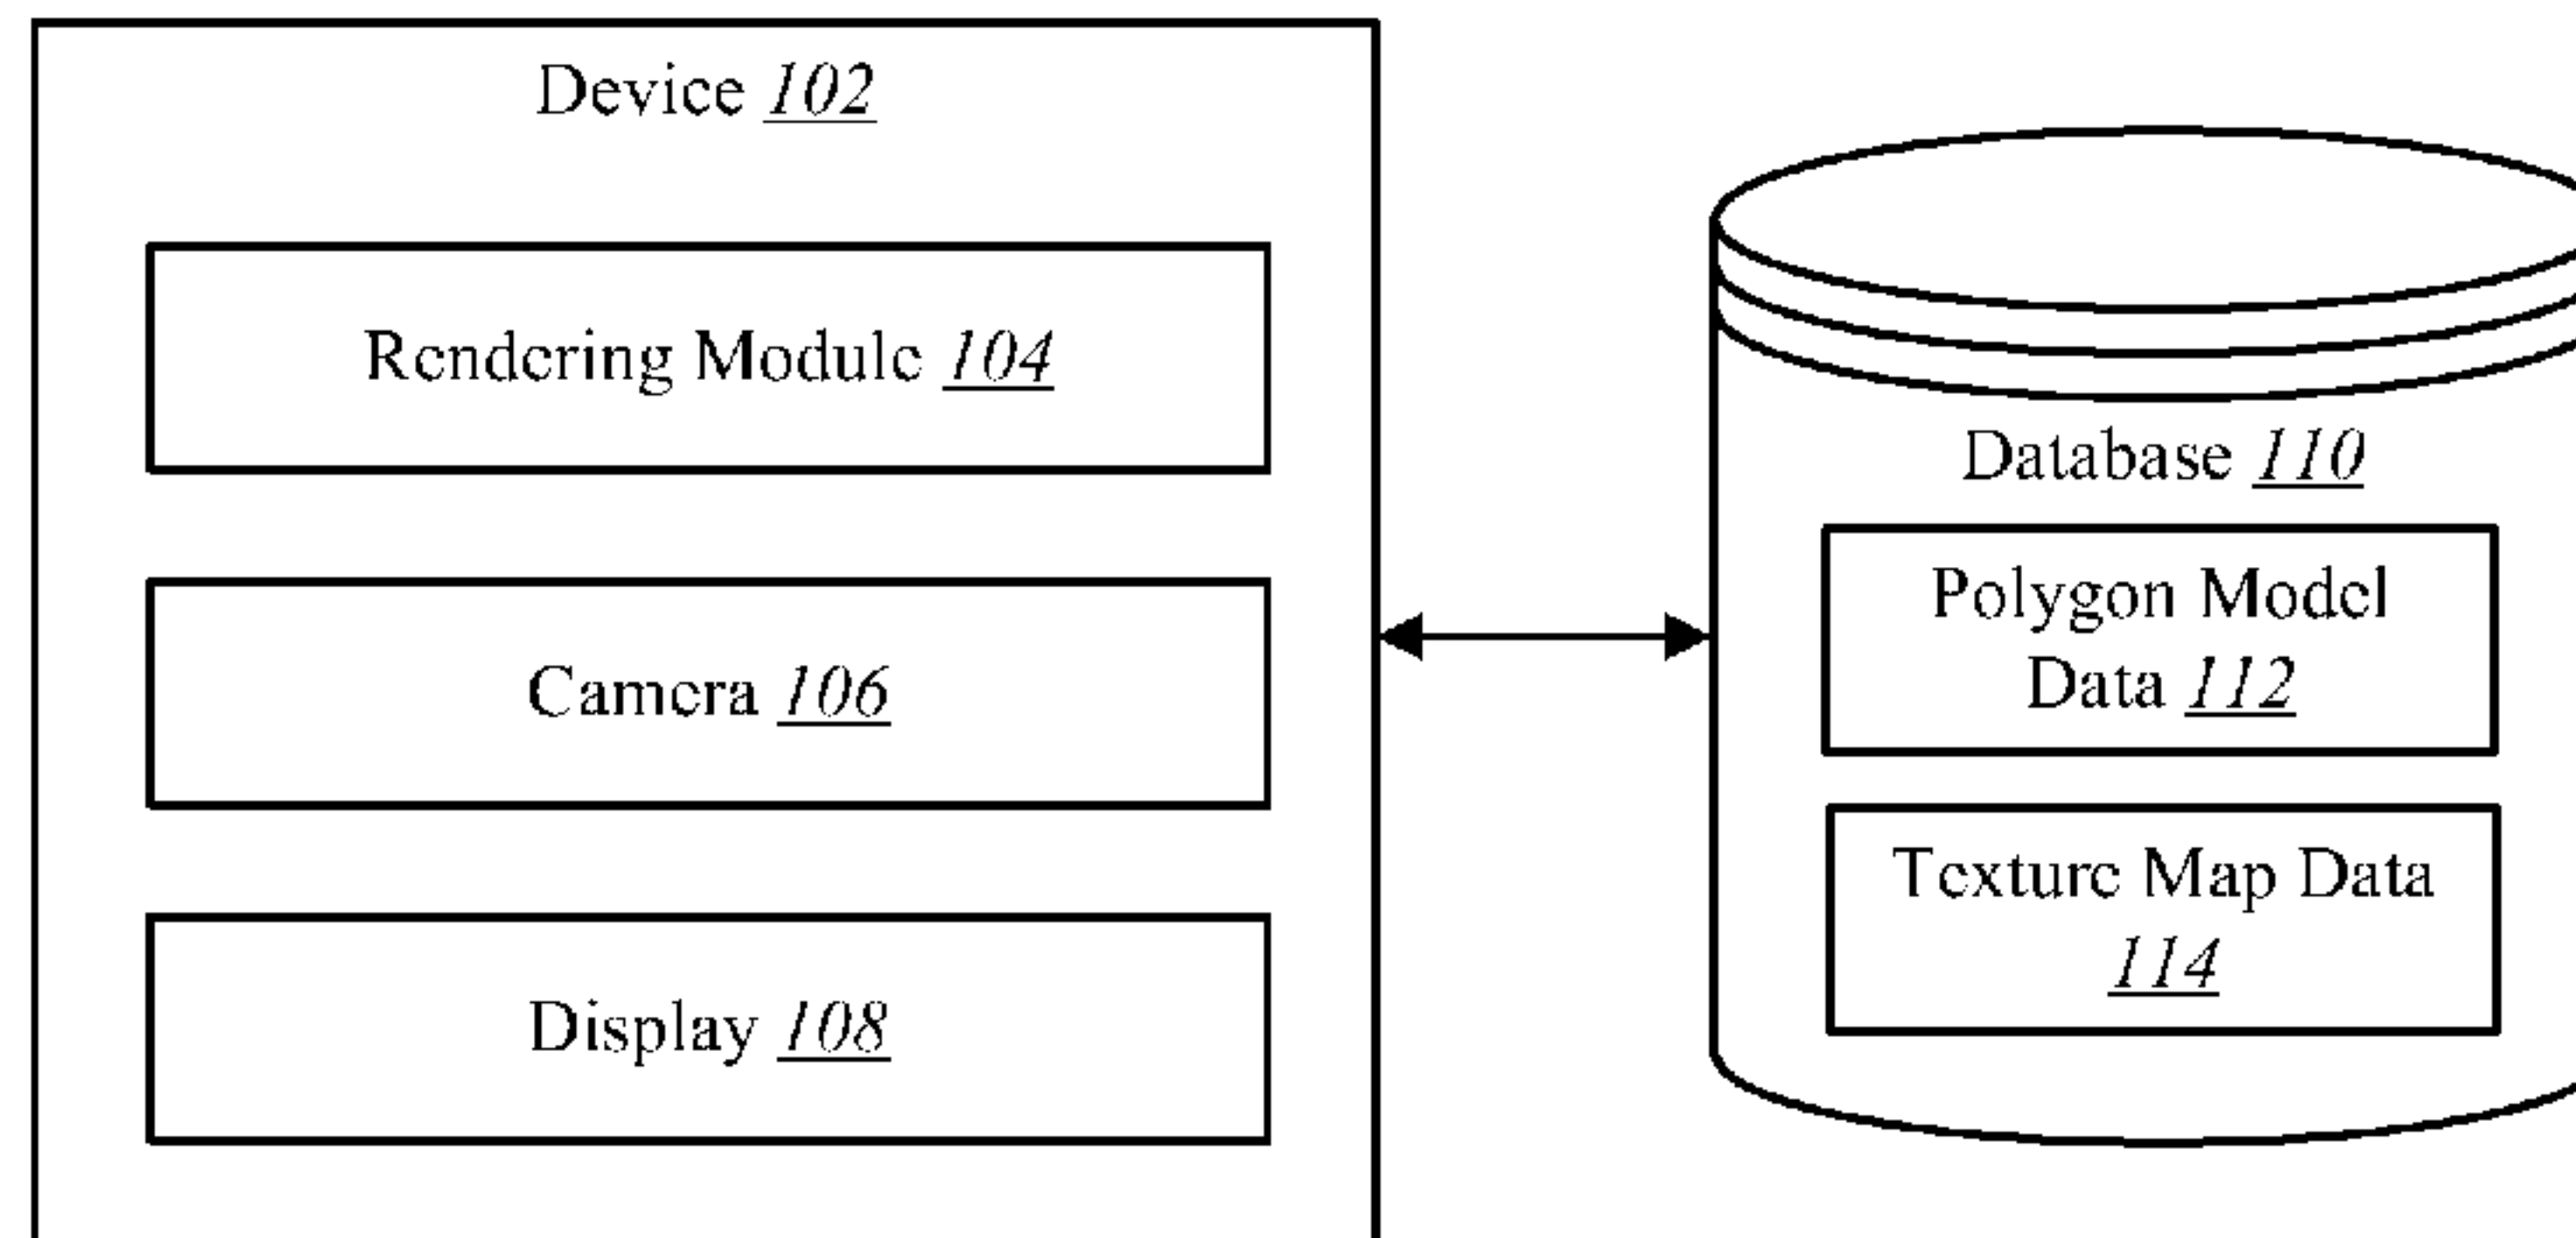 Device 102
Rendering Module 104
Camera 106
Display 108
Database 110
Polygon Model
Data 112
Texture Map Data
114